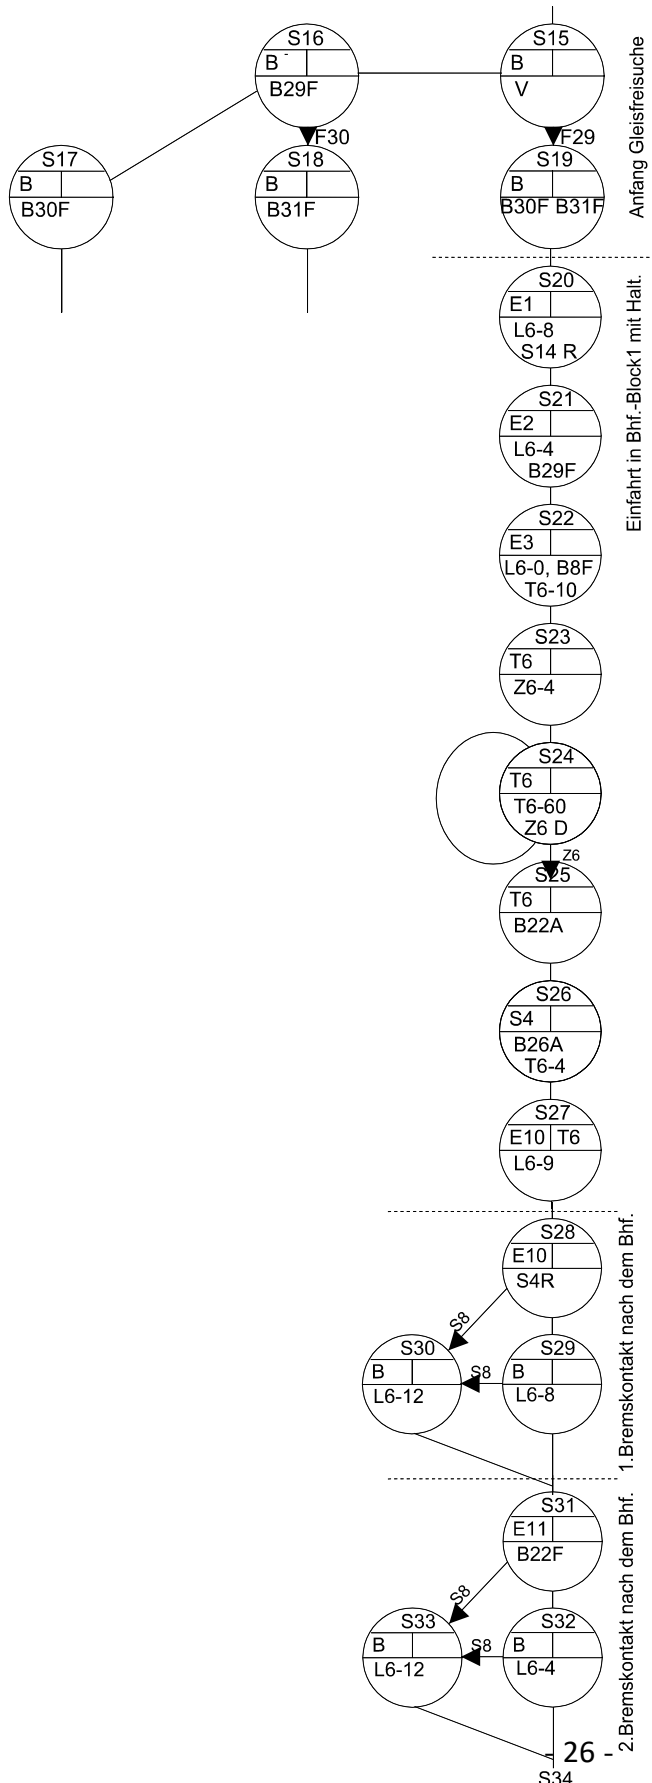 S16
B
B29F
S15
B
V
F30
F29
S17
B
B30F
S18
B
B31F
S19
B
B30F B31F
Anfang Gleisfreisuche
S20
E1
L6-8
S14 R
S21
E2
L6-4
B29F
S22
E3
L6-0, B8F
T6-10
S23
T6
Z6-4
Einfahrt in Bhf.-Block1 mit Halt.
S24
T6
T6-60
Z6 D
Z6
S25
T6
B22A
S26
S4
B26A
T6-4
S27
E10 T6
L6-9
S28
E10
S4R
S8
S30
B
L6-12
S8
S29
B
L6-8
1.Bremskontakt nach dem Bhf.
S31
E11
B22F
S8
S33
B
L6-12
S8
S32
B
L6-4
2.Bremskontakt nach dem Bhf.
- 26 -
S34